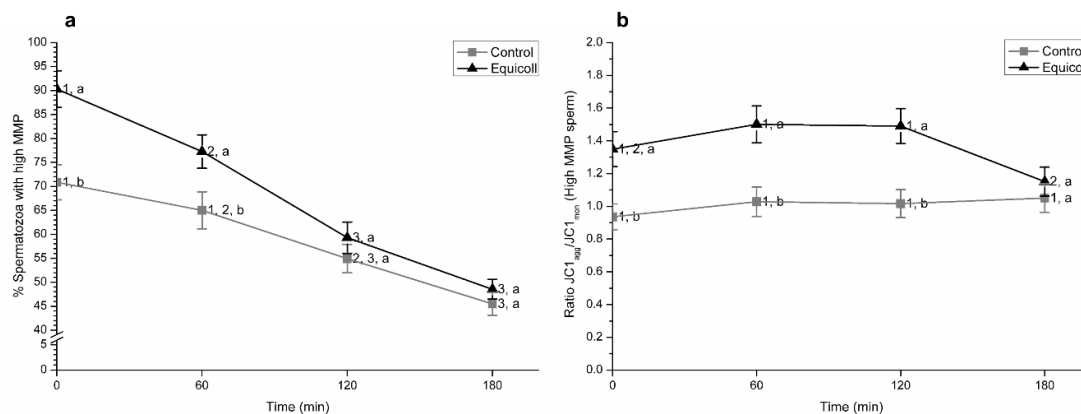 a
Control
Equicoll
% Spermatozoa with high MMP
100
95
90
85
80
75
70
65
60
55
50
45
40
5
0
1, a
2, a
3, a
3, a
1, b
1, 2, b
2, 3, a
3, a
0 60 120 180
Time (min)
b
Contro
Equico
Ratio JC1agg/JC1mon (High MMP sperm)
2.0
1.8
1.6
1.4
1.2
1.0
0.8
0.6
0.4
0.2
0.0
1, 2, a
1, a
1, a
2, a
1, b
1, b
1, b
1, a
0 60 120 180
Time (min)